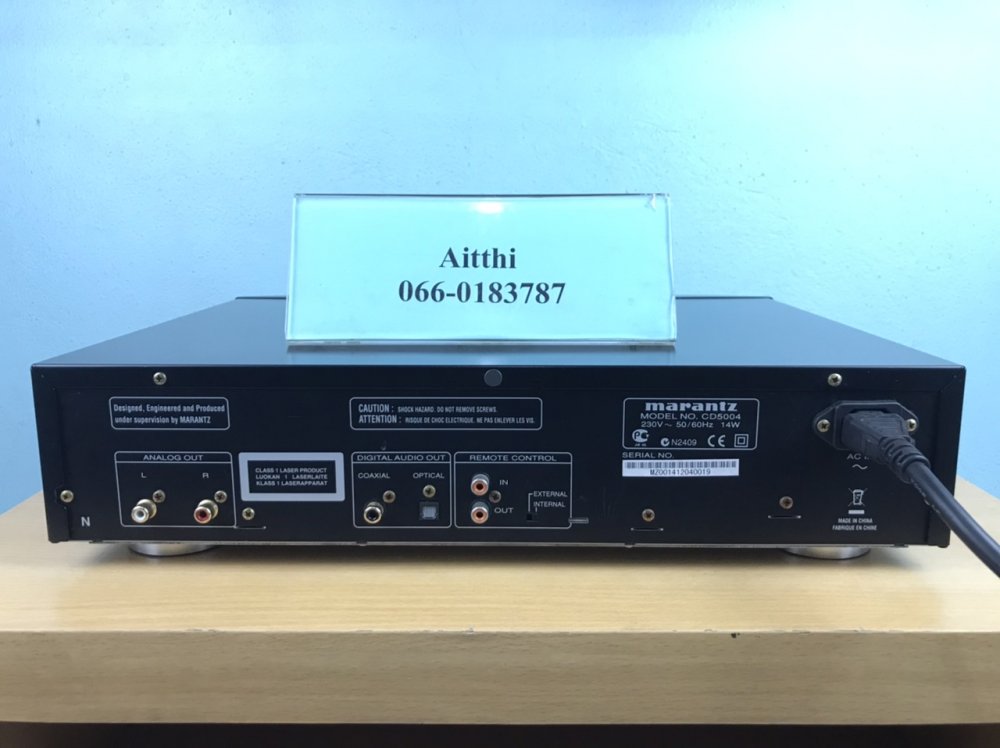 Aitthi
066-0183787
Designed, Engineered and Produced
under supervision by MARANTZ
CAUTION : SHOCK HAZARD. DO NOT REMOVE SCREWS.
ATTENTION : RISQUE DE CHOC ELECTRIQUE. NE PAS ENLEVER LES VIS.
marantz
MODEL NO. CD5004
230V ~ 50/60Hz 14W
N2409
CE
SERIAL NO.
MZ001412040019
ANALOG OUT
L R
CLASS 1 LASER PRODUCT
LUOKAN 1 LASERLAITE
KLASS 1 LASERAPPARAT
DIGITAL AUDIO OUT
COAXIAL OPTICAL
REMOTE CONTROL
IN
OUT
EXTERNAL
INTERNAL
AC
~
MADE IN CHINA
FABRIQUE EN CHINE
N